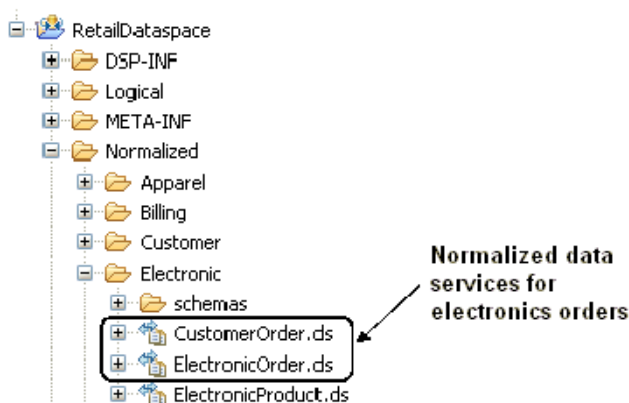 RetailDataspace
DSP-INF
Logical
META-INF
Normalized
Apparel
Billing
Customer
Electronic
schemas
CustomerOrder.ds
ElectronicOrder.ds
ElectronicProduct.ds
Normalized data
services for
electronics orders